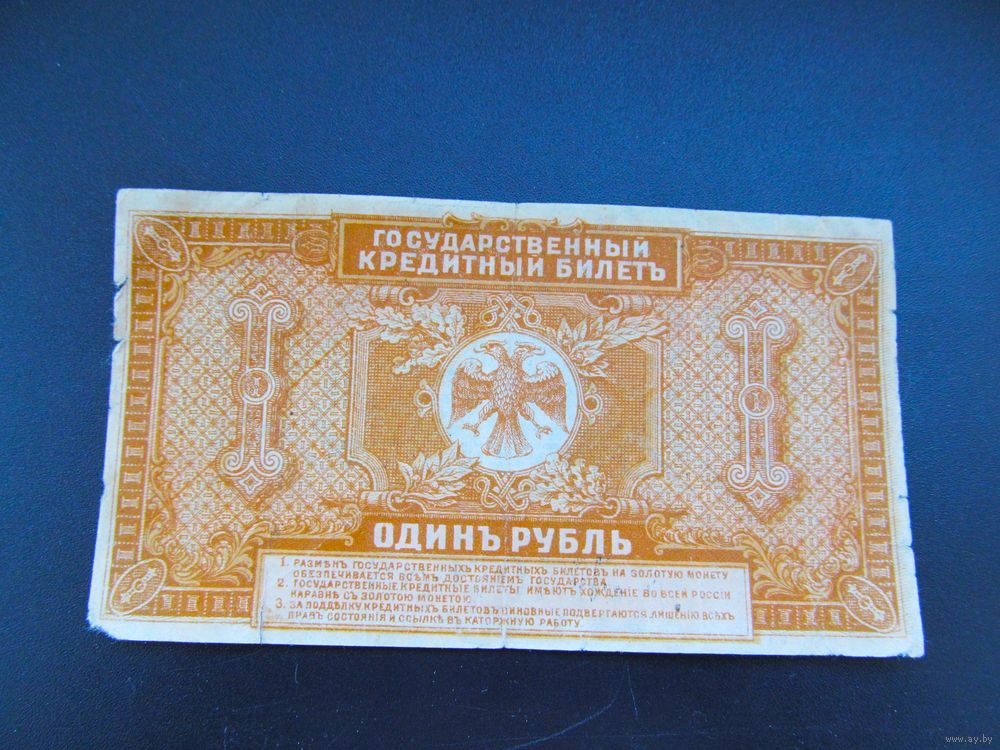 ГОСУДАРСТВЕННЫЙ
КРЕДИТНЫЙ БИЛЕТЪ
ОДИНЪ РУБЛЬ
1. РАЗМѢНЪ ГОСУДАРСТВЕННЫХЪ КРЕДИТНЫХЪ БИЛЕТОВЪ НА ЗОЛОТУЮ МОНЕТУ
ОБЕЗПЕЧИВАЕТСЯ ВСѢМЪ ДОСТОЯНІЕМЪ ГОСУДАРСТВА.
2. ГОСУДАРСТВЕННЫЕ КРЕДИТНЫЕ БИЛЕТЫ ИМѢЮТЪ ХОЖДЕНІЕ ВО ВСЕЙ РОССІИ
НАРАВНѢ СЪ ЗОЛОТОЮ МОНЕТОЮ.
3. ЗА ПОДДѢЛКУ КРЕДИТНЫХЪ БИЛЕТОВЪ ВИНОВНЫЕ ПОДВЕРГАЮТСЯ ЛИШЕНІЮ ВСѢХЪ
ПРАВЪ СОСТОЯНІЯ И ССЫЛКѢ ВЪ КАТОРЖНУЮ РАБОТУ.
www.ay.by